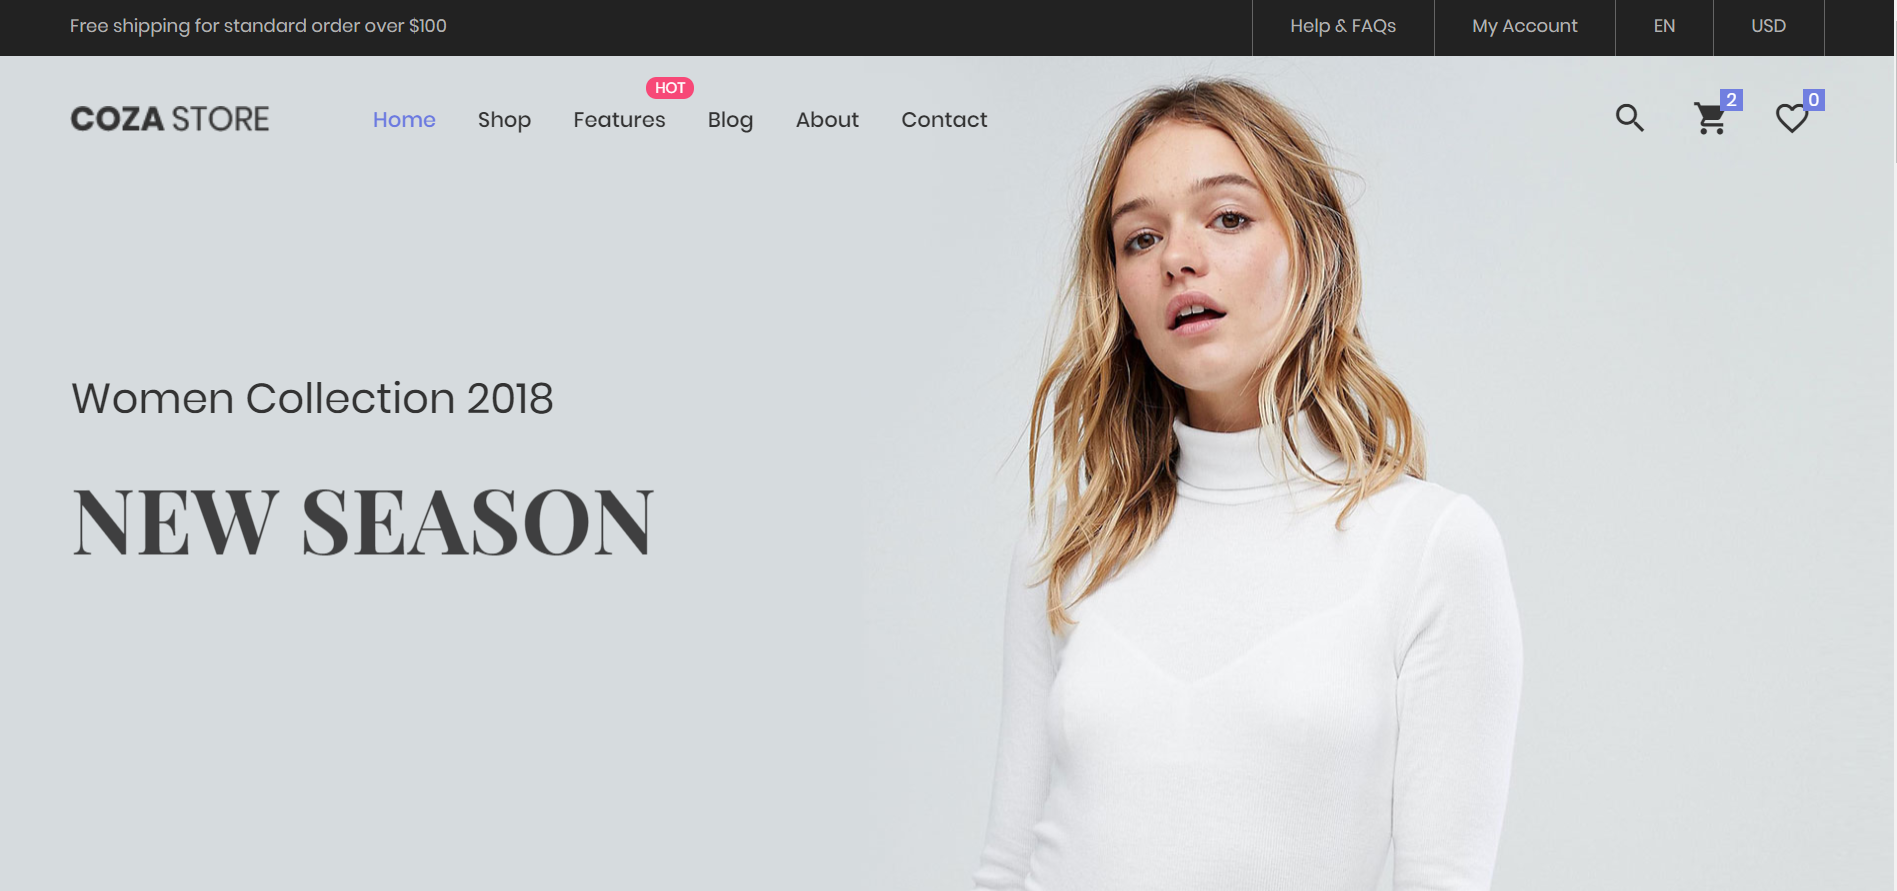 Free shipping for standard order over $100
Help & FAQs
My Account
EN
USD
COZA STORE
Home
Shop
Features
HOT
Blog
About
Contact
2
0
Women Collection 2018
NEW SEASON